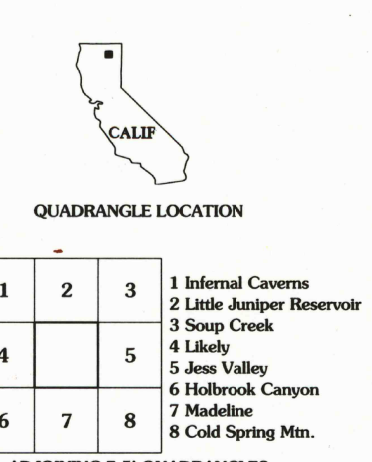 CALIF
QUADRANGLE LOCATION
1 2 3
4 5
6 7 8
1 Infernal Caverns
2 Little Juniper Reservoir
3 Soup Creek
4 Likely
5 Jess Valley
6 Holbrook Canyon
7 Madeline
8 Cold Spring Mtn.